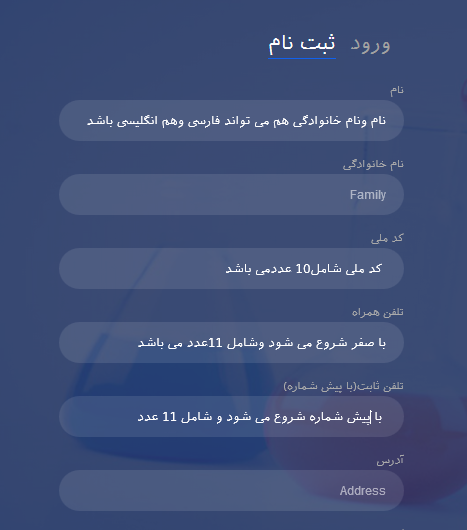 ورود ثبت نام
نام
نام ونام خانوادگی هم می تواند فارسی وهم انگلیسی باشد
نام خانوادگی
Family
کد ملی
کد ملی شامل10 عددمی باشد
تلفن همراه
با صفر شروع می شود وشامل 11عدد می باشد
تلفن ثابت(با پیش شماره)
با پیش شماره شروع می شود و شامل 11 عدد
آدرس
Address